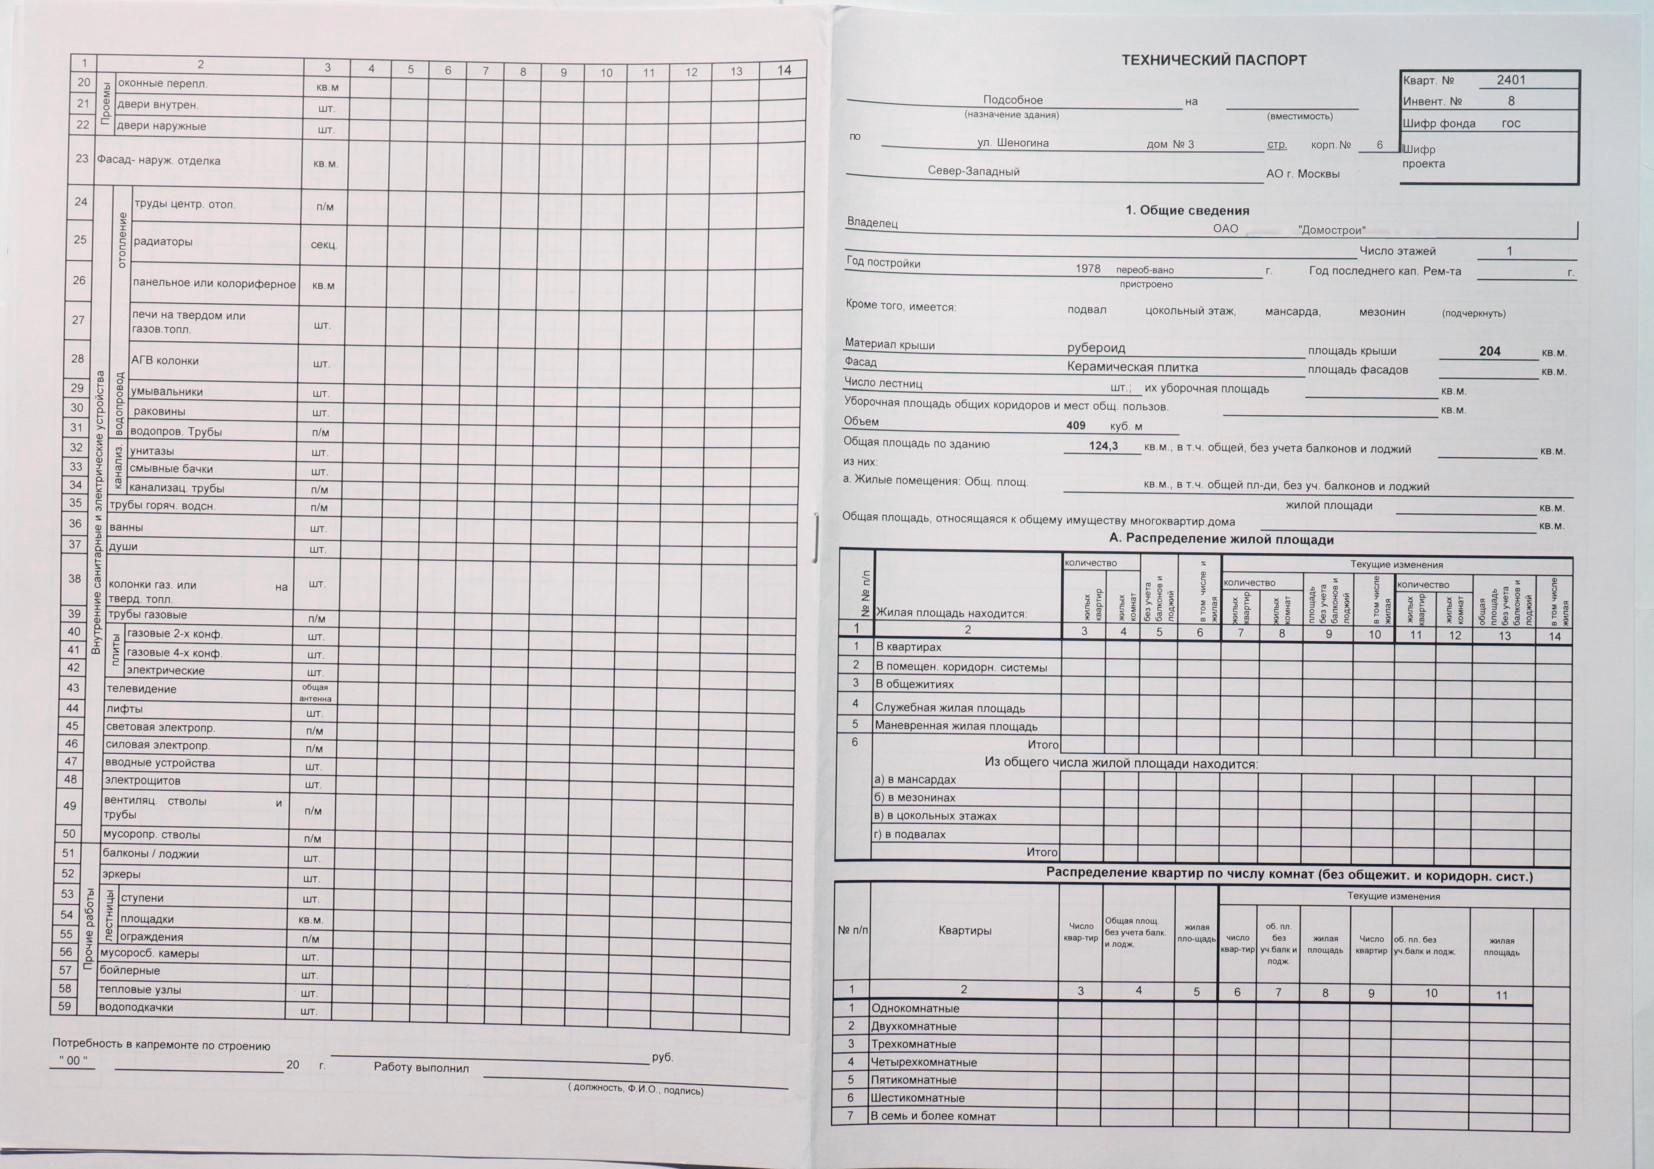 1 2 3 4 5 6 7 8 9 10 11 12 13 14
Проемы
20 оконные перепл. кв.м
21 двери внутрен. шт.
22 двери наружные шт.
23 Фасад- наруж. отделка кв.м.
Внутренние санитарные и электрические устройства
отопление
24 труды центр. отоп. п/м
25 радиаторы секц.
26 панельное или колориферное кв.м
27 печи на твердом или
газов.топл. шт.
28 АГВ колонки шт.
водопровод
29 умывальники шт.
30 раковины шт.
31 водопров. Трубы п/м
канализ.
32 унитазы шт.
33 смывные бачки шт.
34 канализац. трубы п/м
35 трубы горяч. водсн. п/м
36 ванны шт.
37 души шт.
38 колонки газ. или на
тверд. топл. шт.
39 трубы газовые п/м
плиты
40 газовые 2-х конф. шт.
41 газовые 4-х конф. шт.
42 электрические шт.
43 телевидение общая
антенна
44 лифты шт.
45 световая электропр. п/м
46 силовая электропр. п/м
47 вводные устройства шт.
48 электрощитов шт.
49 вентиляц. стволы и
трубы п/м
50 мусоропр. стволы п/м
Прочие работы
51 балконы / лоджии шт.
52 эркеры шт.
лестницы
53 ступени шт.
54 площадки кв.м.
55 ограждения п/м
56 мусоросб. камеры шт.
57 бойлерные шт.
58 тепловые узлы шт.
59 водоподкачки шт.
Потребность в капремонте по строению руб.
" 00 " 20 г. Работу выполнил
( должность, Ф.И.О., подпись)
ТЕХНИЧЕСКИЙ ПАСПОРТ
Кварт. № 2401
Инвент. № 8
Шифр фонда гос
Шифр
проекта
Подсобное на
(назначение здания) (вместимость)
по ул. Шеногина дом № 3 стр. корп.№ 6
Север-Западный АО г. Москвы
1. Общие сведения
Владелец ОАО "Домострои"
Число этажей 1
Год постройки 1978 переоб-вано г. Год последнего кап. Рем-та г.
пристроено
Кроме того, имеется: подвал цокольный этаж, мансарда, мезонин (подчеркнуть)
Материал крыши рубероид площадь крыши 204 кв.м.
Фасад Керамическая плитка площадь фасадов кв.м.
Число лестниц шт.; их уборочная площадь кв.м.
Уборочная площадь общих коридоров и мест общ. пользов. кв.м.
Объем 409 куб. м
Общая площадь по зданию 124,3 кв.м., в т.ч. общей, без учета балконов и лоджий кв.м.
из них:
а. Жилые помещения: Общ. площ. кв.м., в т.ч. общей пл-ди, без уч. балконов и лоджий
жилой площади кв.м.
Общая площадь, относящаяся к общему имуществу многоквартир.дома кв.м.
А. Распределение жилой площади
№ № п/п Жилая площадь находится: количество жилых квартир жилых комнат без учета балконов и лоджий в том числе и жилая
Текущие изменения
количество жилых квартир жилых комнат площадь без учета балконов и лоджий в том числе жилая количество жилых квартир жилых комнат общая площадь без учета балконов и лоджий в том числе жилая
1 2 3 4 5 6 7 8 9 10 11 12 13 14
1 В квартирах
2 В помещен. коридорн. системы
3 В общежитиях
4 Служебная жилая площадь
5 Маневренная жилая площадь
6 Итого
Из общего числа жилой площади находится:
а) в мансардах
б) в мезонинах
в) в цокольных этажах
г) в подвалах
Итого
Распределение квартир по числу комнат (без общежит. и коридорн. сист.)
Текущие изменения
№ п/п Квартиры Число квар-тир Общая площ. без учета балк. и лодж. жилая пло-щадь число квар-тир об. пл. без уч.балк и лодж. жилая площадь Число квартир об. пл. без уч.балк и лодж. жилая площадь
1 2 3 4 5 6 7 8 9 10 11
1 Однокомнатные
2 Двухкомнатные
3 Трехкомнатные
4 Четырехкомнатные
5 Пятикомнатные
6 Шестикомнатные
7 В семь и более комнат